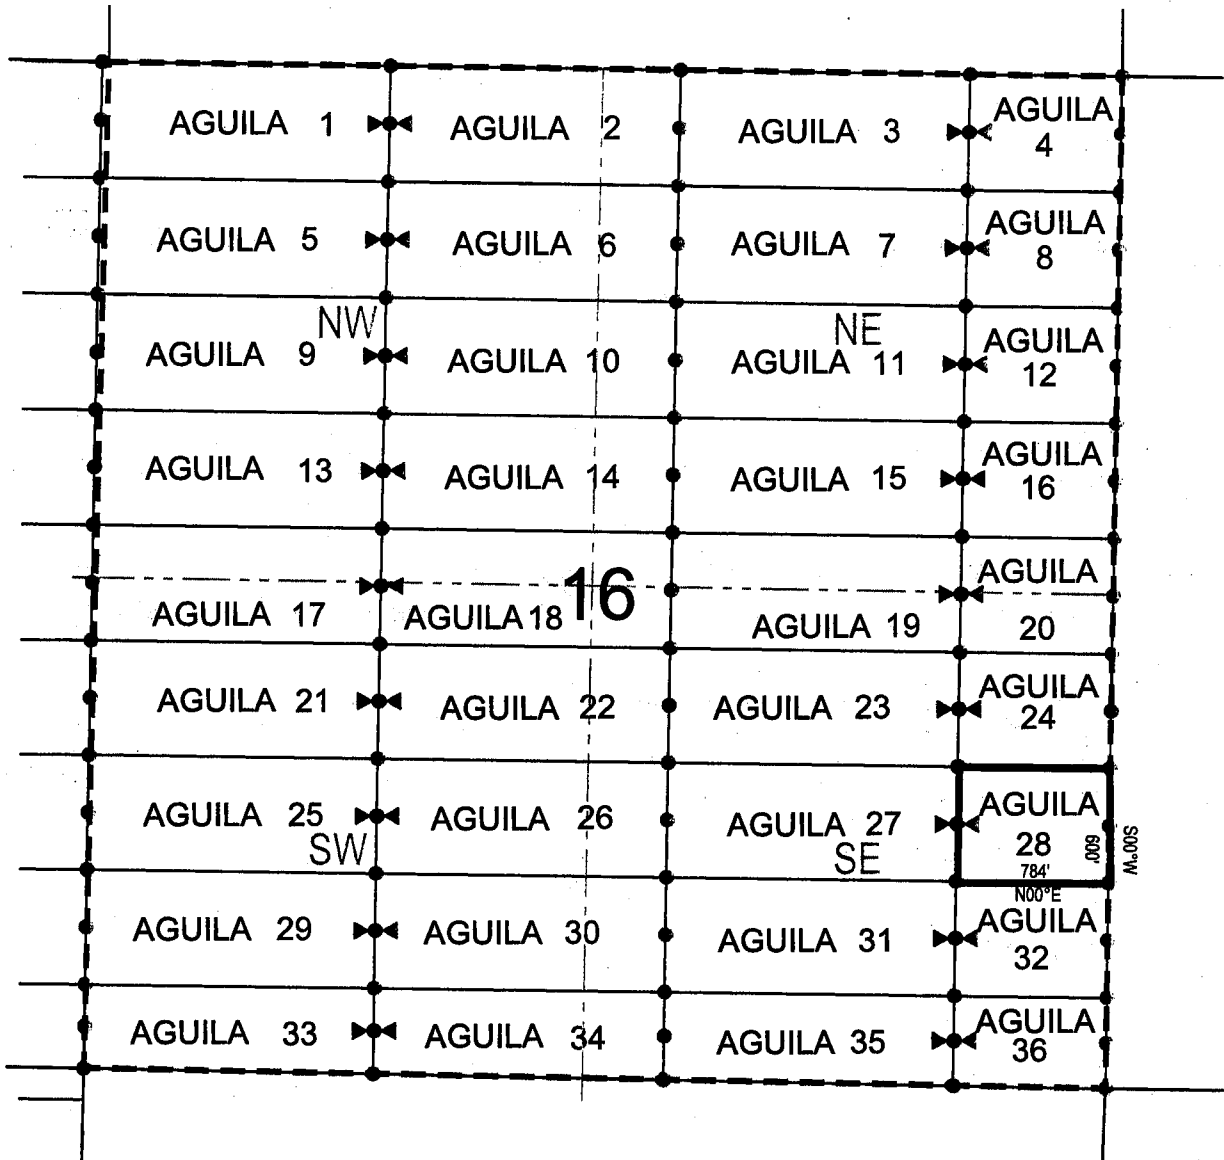 AGUILA 1
AGUILA 2
AGUILA 3
AGUILA
4
AGUILA 5
AGUILA 6
AGUILA 7
AGUILA
8
NW
NE
AGUILA 9
AGUILA 10
AGUILA 11
AGUILA
12
AGUILA 13
AGUILA 14
AGUILA 15
AGUILA
16
16
AGUILA 17
AGUILA 18
AGUILA 19
AGUILA
20
AGUILA 21
AGUILA 22
AGUILA 23
AGUILA
24
AGUILA 25
AGUILA 26
AGUILA 27
AGUILA
28
784'
600'
S00°W
N00°E
SW
SE
AGUILA 29
AGUILA 30
AGUILA 31
AGUILA
32
AGUILA 33
AGUILA 34
AGUILA 35
AGUILA
36